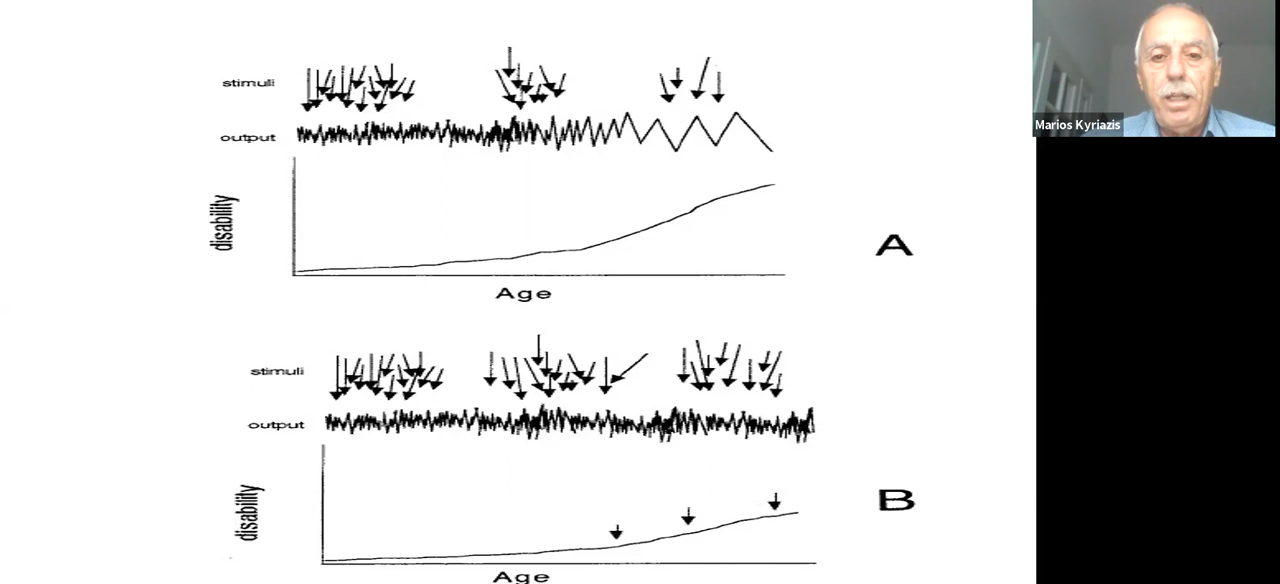 stimuli
output
disability
A
Age
stimuli
output
disability
B
Age
Marios Kyriazis